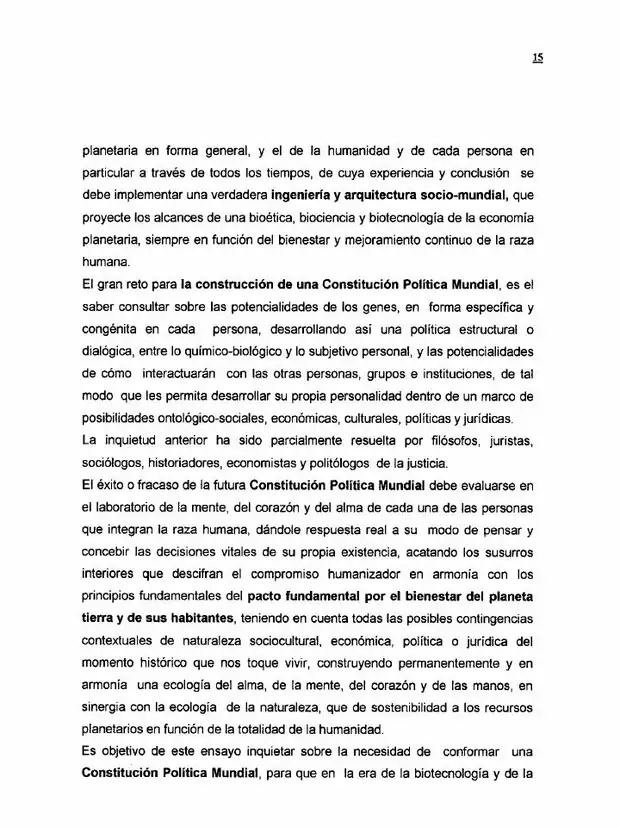 15
planetaria en forma general, y el de la humanidad y de cada persona en
particular a través de todos los tiempos, de cuya experiencia y conclusión se
debe implementar una verdadera ingeniería y arquitectura socio-mundial, que
proyecte los alcances de una bioética, biociencia y biotecnología de la economía
planetaria, siempre en función del bienestar y mejoramiento continuo de la raza
humana.
El gran reto para la construcción de una Constitución Política Mundial, es el
saber consultar sobre las potencialidades de los genes, en forma específica y
congénita en cada persona, desarrollando así una política estructural o
dialógica, entre lo químico-biológico y lo subjetivo personal, y las potencialidades
de cómo interactuarán con las otras personas, grupos e instituciones, de tal
modo que les permita desarrollar su propia personalidad dentro de un marco de
posibilidades ontológico-sociales, económicas, culturales, políticas y jurídicas.
La inquietud anterior ha sido parcialmente resuelta por filósofos, juristas,
sociólogos, historiadores, economistas y politólogos de la justicia.
El éxito o fracaso de la futura Constitución Política Mundial debe evaluarse en
el laboratorio de la mente, del corazón y del alma de cada una de las personas
que integran la raza humana, dándole respuesta real a su modo de pensar y
concebir las decisiones vitales de su propia existencia, acatando los susurros
interiores que descifran el compromiso humanizador en armonía con los
principios fundamentales del pacto fundamental por el bienestar del planeta
tierra y de sus habitantes, teniendo en cuenta todas las posibles contingencias
contextuales de naturaleza sociocultural, económica, política o jurídica del
momento histórico que nos toque vivir, construyendo permanentemente y en
armonía una ecología del alma, de la mente, del corazón y de las manos, en
sinergia con la ecología de la naturaleza, que de sostenibilidad a los recursos
planetarios en función de la totalidad de la humanidad.
Es objetivo de este ensayo inquietar sobre la necesidad de conformar una
Constitución Política Mundial, para que en la era de la biotecnología y de la